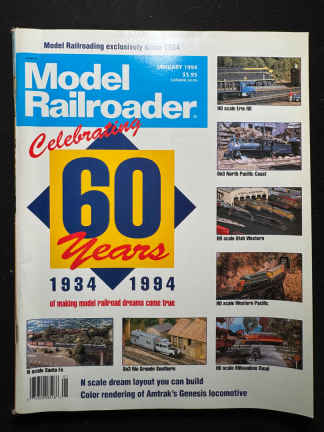 Model Railroading exclusively since 1934
Model
Railroader
JANUARY 1994
$3.95
Celebrating
60
Years
1934 1994
of making model railroad dreams come true
HO scale Erie RR
On3 North Pacific Coast
HO scale Utah Western
HO scale Western Pacific
N scale Santa Fe
Sn3 Rio Grande Southern
HO scale Milwaukee Road
N scale dream layout you can build
Color rendering of Amtrak's Genesis locomotive